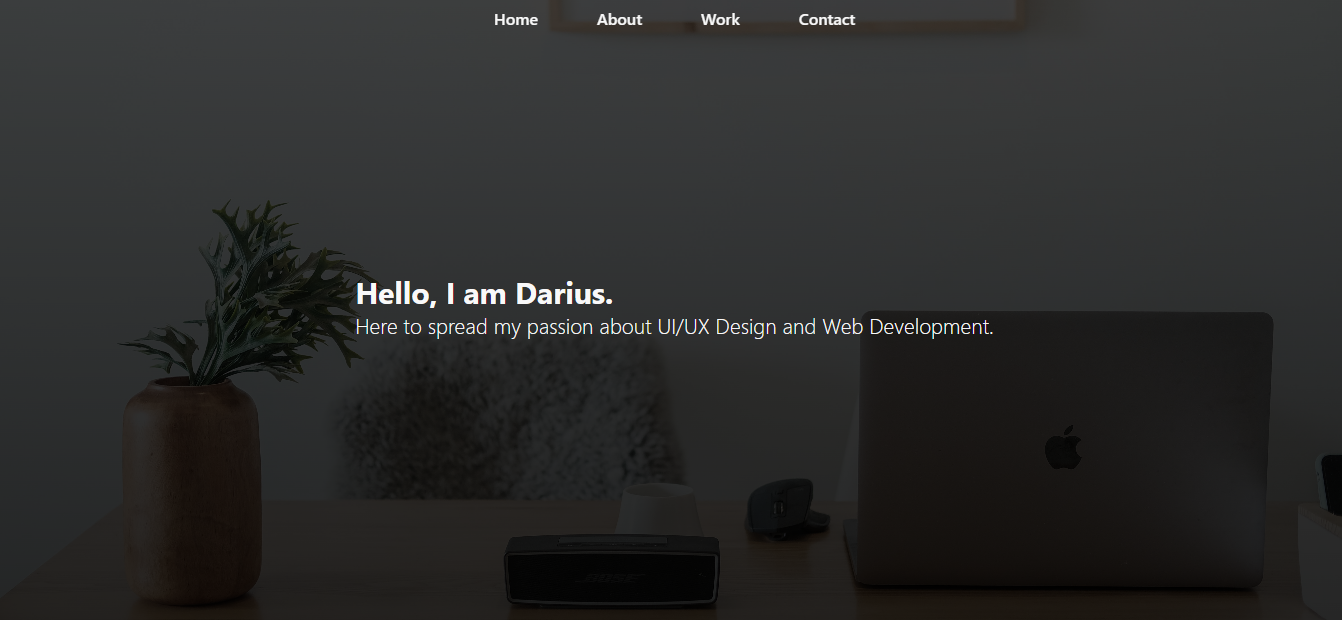 Home About Work Contact
Hello, I am Darius.
Here to spread my passion about UI/UX Design and Web Development.
BOSE